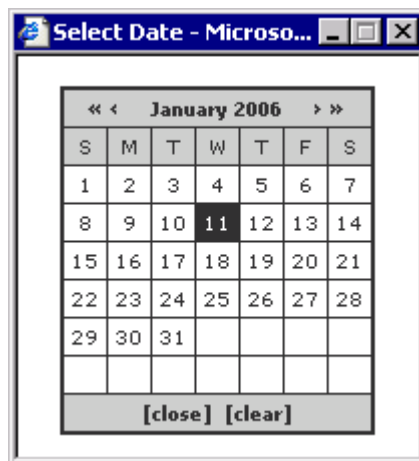 Select Date - Microso...
« ‹ January 2006 › »
S M T W T F S
1 2 3 4 5 6 7
8 9 10 11 12 13 14
15 16 17 18 19 20 21
22 23 24 25 26 27 28
29 30 31
[close] [clear]